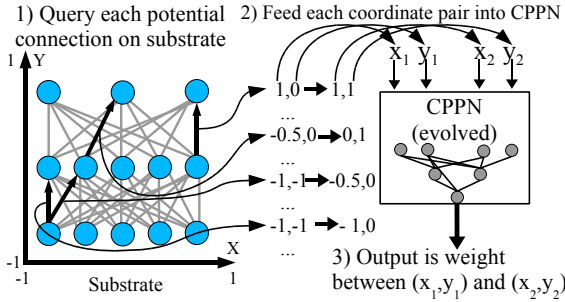 1) Query each potential
connection on substrate
2) Feed each coordinate pair into CPPN
1 Y
X
-1
-1
1
Substrate
1,0 1,1
...
-0.5,0 0,1
...
-1,-1 -0.5,0
...
-1,-1 - 1,0
...
x1 y1 x2 y2
CPPN
(evolved)
3) Output is weight
between (x1,y1) and (x2,y2)